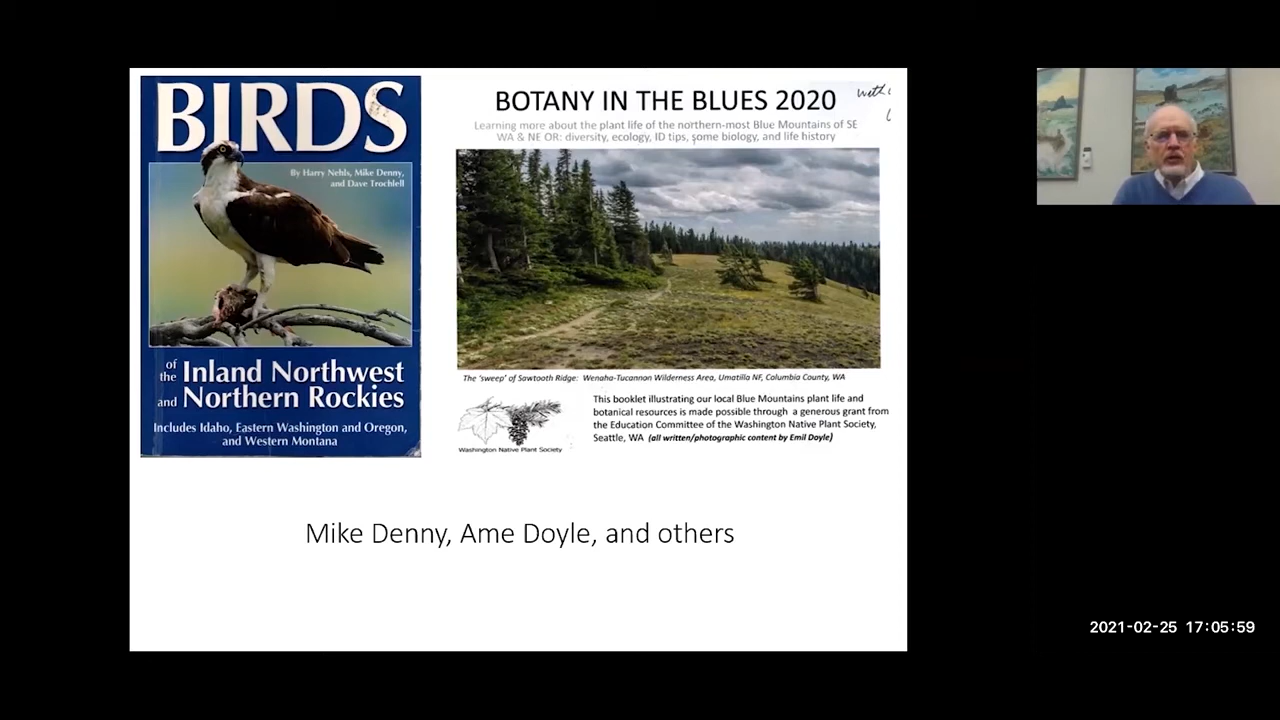 BIRDS
By Harry Nehls, Mike Denny,
and Dave Trochlell
of the Inland Northwest
and Northern Rockies
Includes Idaho, Eastern Washington and Oregon,
and Western Montana
BOTANY IN THE BLUES 2020
Learning more about the plant life of the northern-most Blue Mountains of SE
WA & NE OR: diversity, ecology, ID tips, some biology, and life history
The 'sweep' of Sawtooth Ridge: Wenaha-Tucannon Wilderness Area, Umatilla NF, Columbia County, WA
Washington Native Plant Society
This booklet illustrating our local Blue Mountains plant life and
botanical resources is made possible through a generous grant from
the Education Committee of the Washington Native Plant Society,
Seattle, WA (all written/photographic content by Emil Doyle)
Mike Denny, Ame Doyle, and others
2021-02-25 17:05:59